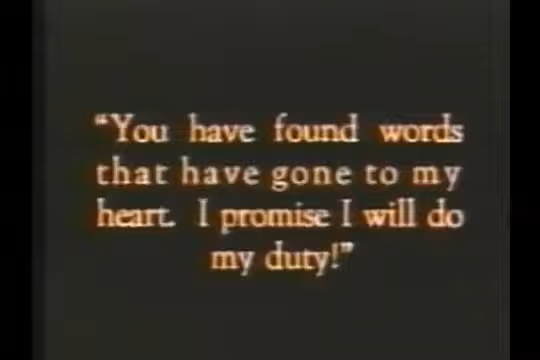 “You have found words
that have gone to my
heart. I promise I will do
my duty!”